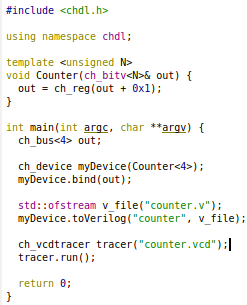 #include <chdl.h>
using namespace chdl;
template <unsigned N>
void Counter(ch_bitv<N>& out) {
out = ch_reg(out + 0x1);
}
int main(int argc, char **argv) {
ch_bus<4> out;
ch_device myDevice(Counter<4>);
myDevice.bind(out);
std::ofstream v_file("counter.v");
myDevice.toVerilog("counter", v_file);
ch_vcdtracer tracer("counter.vcd");
tracer.run();
return 0;
}